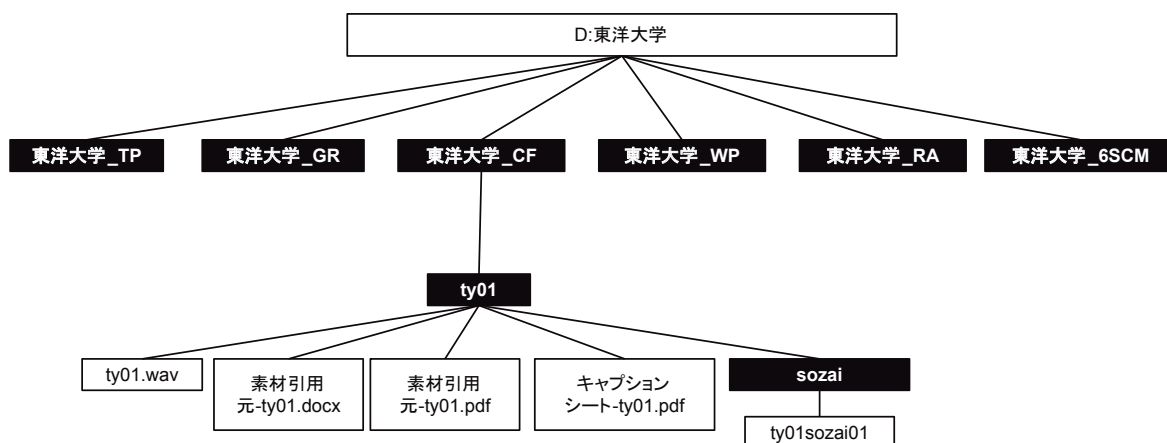 D:東洋大学
東洋大学_TP
東洋大学_GR
東洋大学_CF
東洋大学_WP
東洋大学_RA
東洋大学_6SCM
ty01
ty01.wav
素材引用
元-ty01.docx
素材引用
元-ty01.pdf
キャプション
シート-ty01.pdf
sozai
ty01sozai01